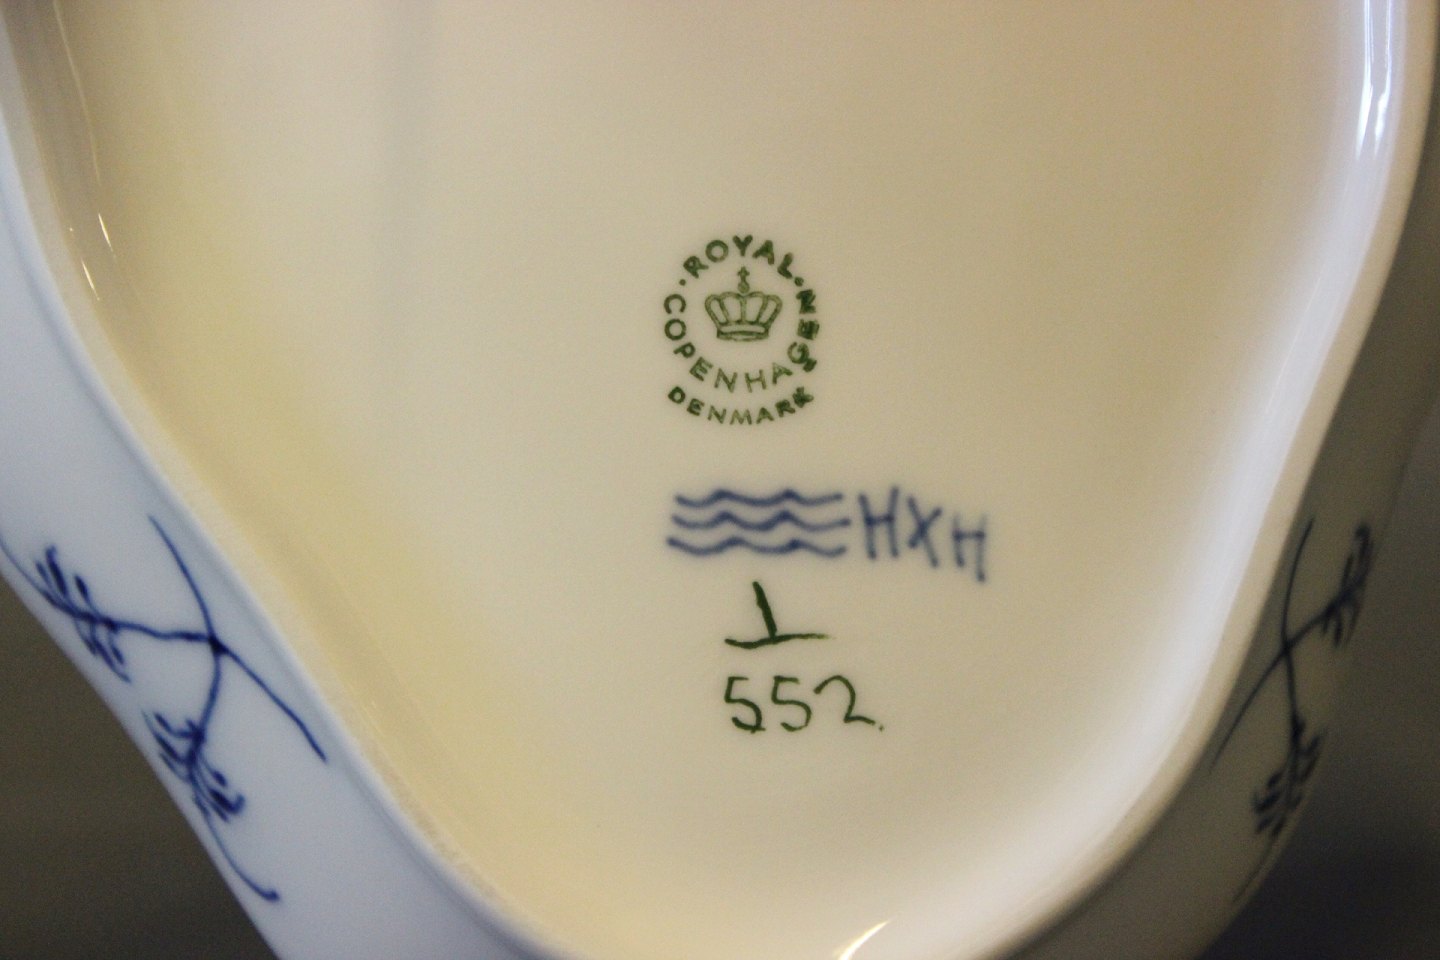 ROYAL
COPENHAGEN
DENMARK
HXH
1
552.